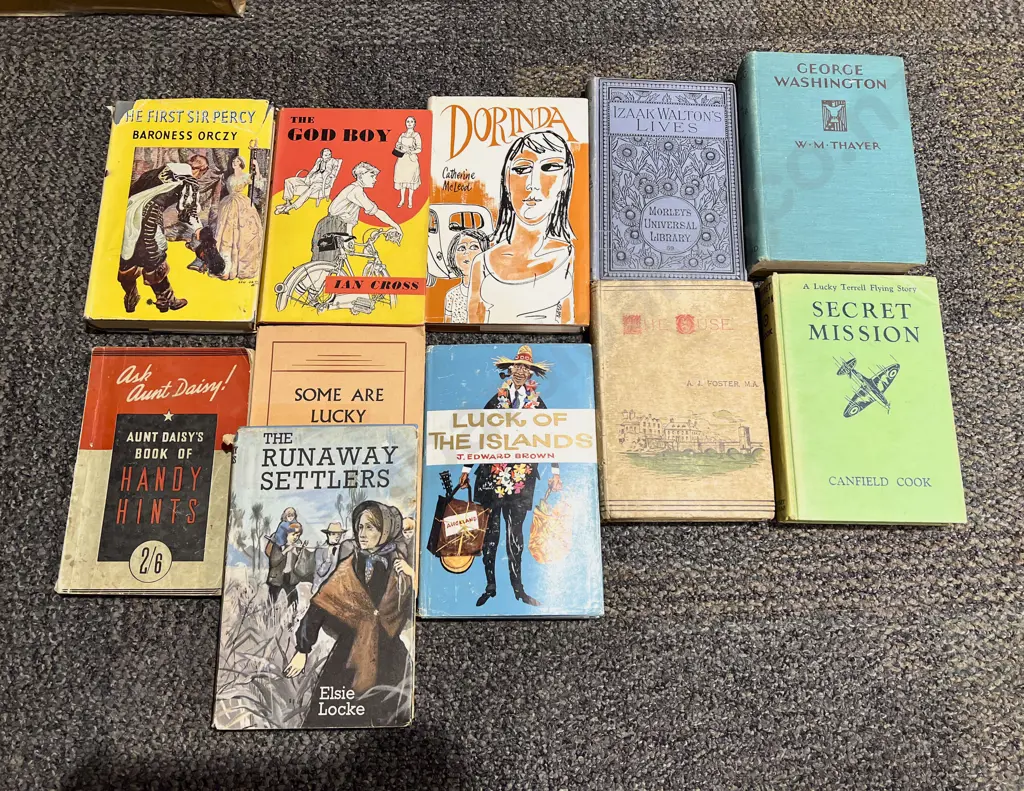 THE FIRST SIR PERCY
BARONESS ORCZY
THE
GOD BOY
IAN CROSS
DORINDA
Catherine
McLeod
IZAAK WALTON'S
LIVES
MORLEY'S
UNIVERSAL
LIBRARY
GEORGE
WASHINGTON
W·M·THAYER
Ask
Aunt Daisy!
AUNT DAISY'S
BOOK OF
HANDY
HINTS
2/6
SOME ARE
LUCKY
THE
RUNAWAY
SETTLERS
Elsie
Locke
LUCK OF
THE ISLANDS
J. EDWARD BROWN
AUCKLAND
THE OUSE
A. J. FOSTER, M.A.
A Lucky Terrell Flying Story
SECRET
MISSION
CANFIELD COOK